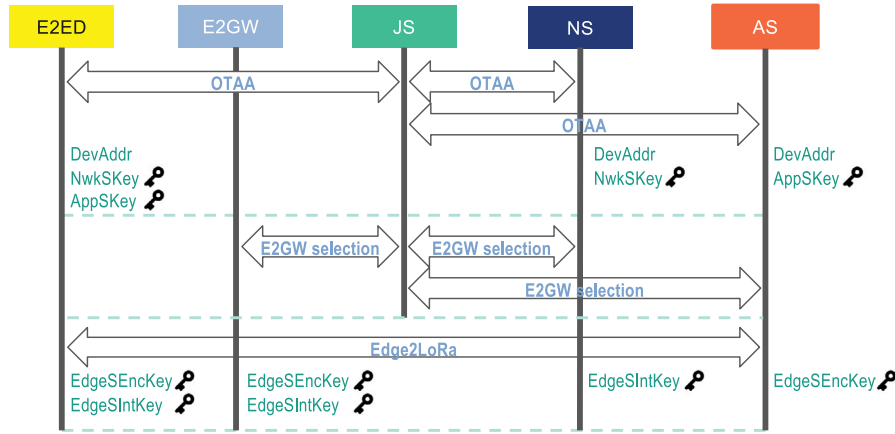 E2ED E2GW JS NS AS
OTAA OTAA
OTAA
DevAddr DevAddr DevAddr
NwkSKey NwkSKey AppSKey
AppSKey
E2GW selection E2GW selection
E2GW selection
Edge2LoRa
EdgeSEncKey EdgeSEncKey EdgeSIntKey EdgeSEncKey
EdgeSIntKey EdgeSIntKey